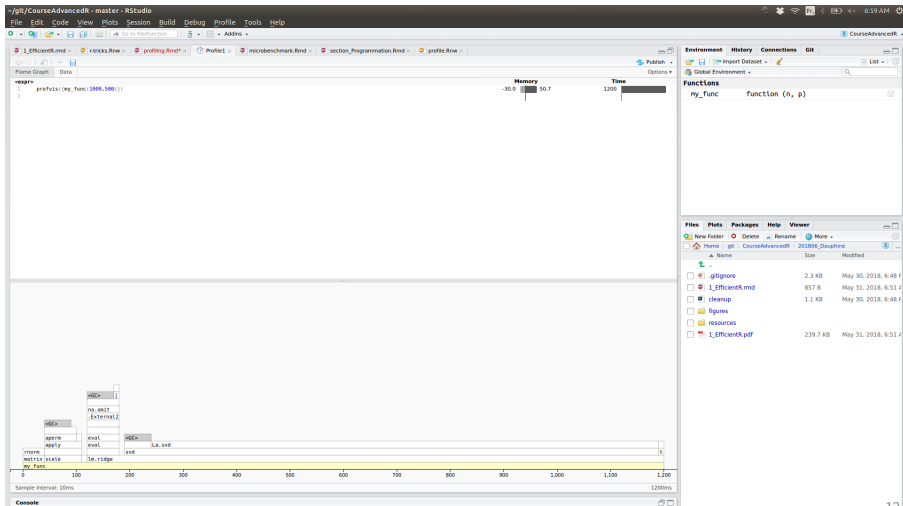 ~/git/CourseAdvancedR - master - RStudio
Fr
6:59 AM
File Edit Code View Plots Session Build Debug Profile Tools Help
Go to file/function
Addins
CourseAdvancedR
1_EfficientR.rmd × r-tricks.Rnw × profiling.Rmd* × Profile1 × microbenchmark.Rmd × section_Programmation.Rmd × profile.Rnw ×
Publish
Flame Graph Data
Options
<expr> Memory Time
1 profvis({my_func(1000,500)}) -30.0 50.7 1200
2
<GC> [
na.omit
.External2
<GC>
aperm eval <GC>
apply eval La.svd
rnorm svd t
matrix scale lm.ridge
my_func
0 100 200 300 400 500 600 700 800 900 1,000 1,100 1,200
Sample Interval: 10ms 1200ms
Console
Environment History Connections Git
Import Dataset List
Global Environment
Functions
my_func function (n, p)
Files Plots Packages Help Viewer
New Folder Delete Rename More
Home git CourseAdvancedR 201806_Dauphine
Name Size Modified
..
.gitignore 2.3 KB May 30, 2018, 6:48
1_EfficientR.rmd 857 B May 31, 2018, 6:51
cleanup 1.1 KB May 30, 2018, 6:48
figures
resources
1_EfficientR.pdf 239.7 KB May 31, 2018, 6:51